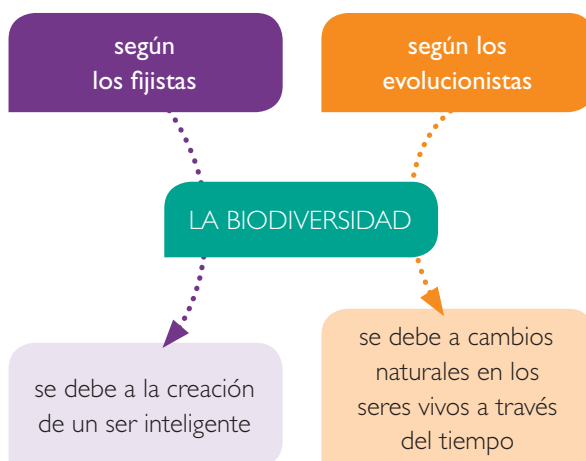 según
los fijistas
según los
evolucionistas
LA BIODIVERSIDAD
se debe a la creación
de un ser inteligente
se debe a cambios
naturales en los
seres vivos a través
del tiempo